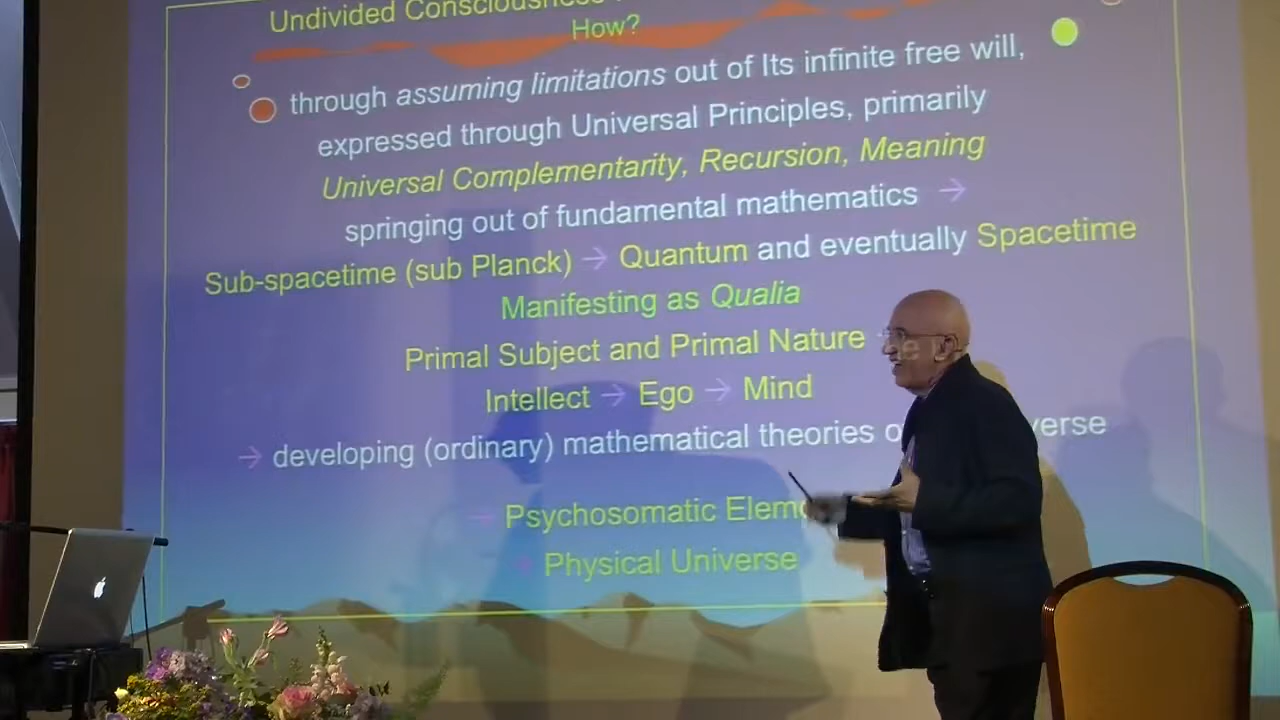 Undivided Consciousness
How?
through assuming limitations out of Its infinite free will,
expressed through Universal Principles, primarily
Universal Complementarity, Recursion, Meaning
springing out of fundamental mathematics →
Sub-spacetime (sub Planck) → Quantum and eventually Spacetime
Manifesting as Qualia
Primal Subject and Primal Nature
Intellect → Ego → Mind
→ developing (ordinary) mathematical theories
Psychosomatic
Physical Universe